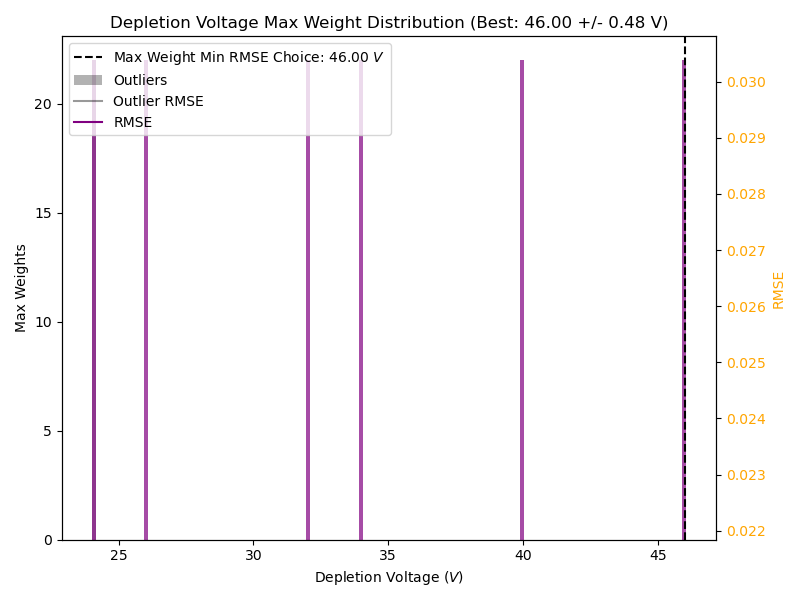 Depletion Voltage Max Weight Distribution (Best: 46.00 +/- 0.48 V)
Max Weight Min RMSE Choice: 46.00 V
Outliers
Outlier RMSE
RMSE
20
15
10
5
0
Max Weights
25
30
35
40
45
Depletion Voltage (V)
0.030
0.029
0.028
0.027
0.026
0.025
0.024
0.023
0.022
RMSE